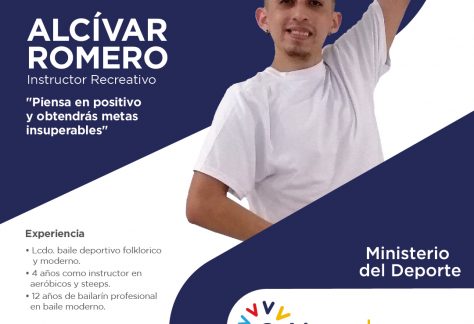 ALCÍVAR
ROMERO
Instructor Recreativo
"Piensa en positivo
y obtendrás metas
insuperables"
Experiencia
• Lcdo. baile deportivo folklorico
y moderno.
• 4 años como instructor en
aeróbicos y steeps.
• 12 años de bailarín profesional
en baile moderno.
Ministerio
del Deporte